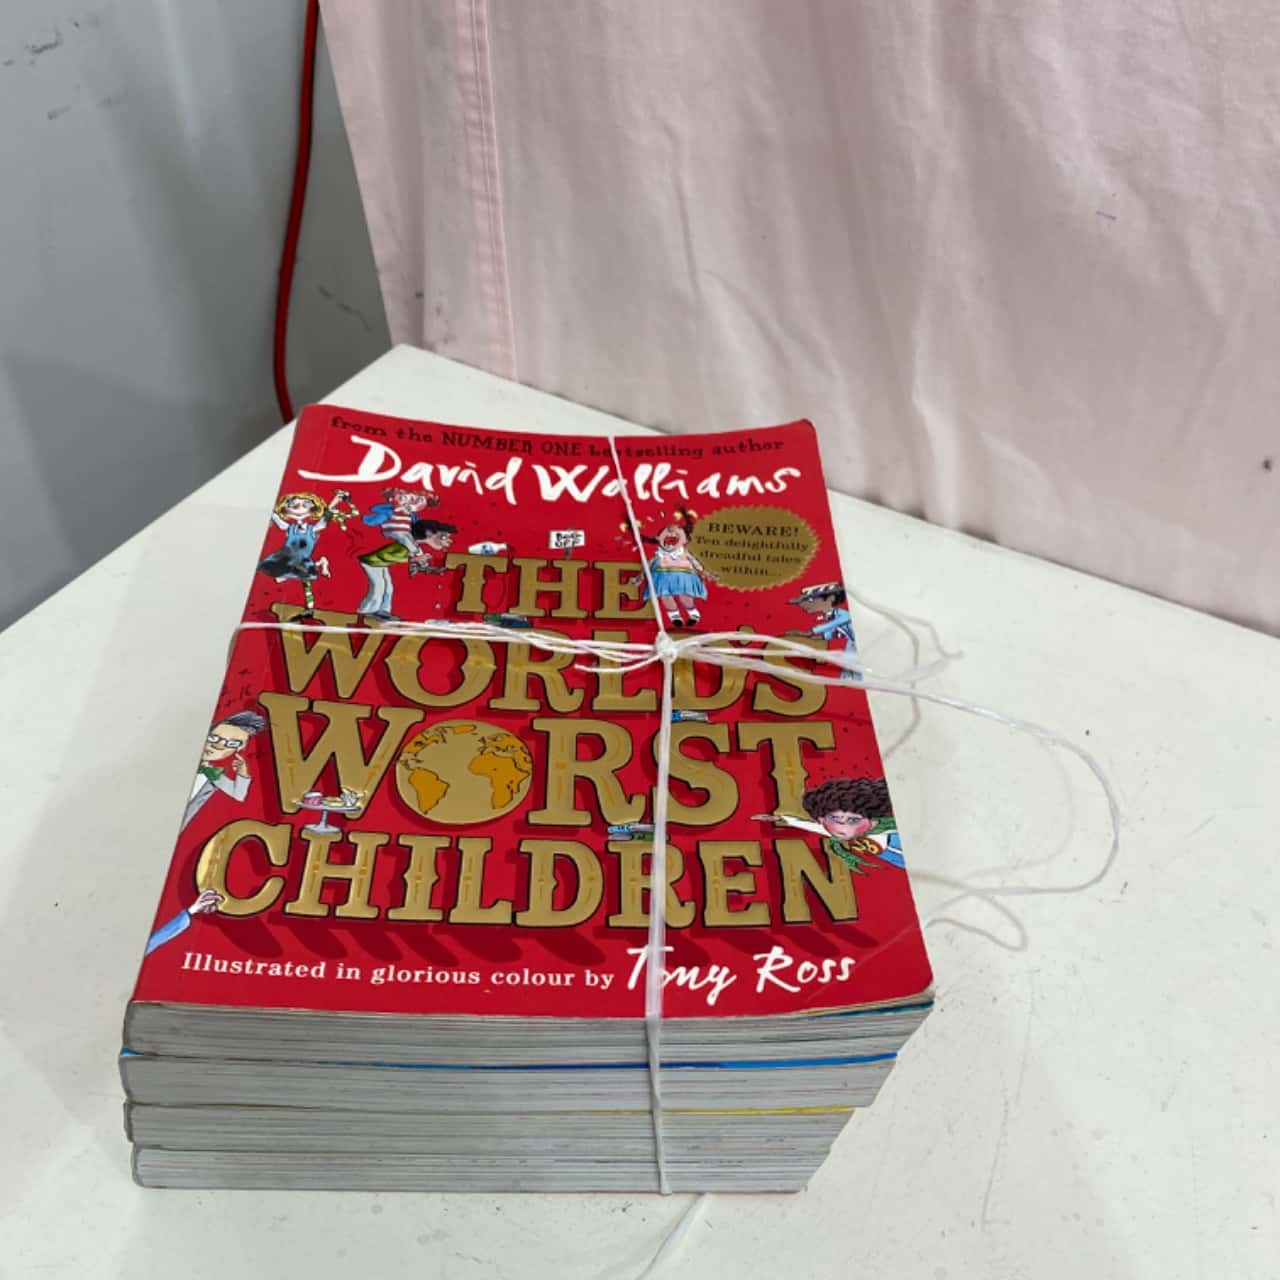 from the NUMBER ONE bestselling author
David Walliams
BEWARE!
Ten delightfully
dreadful tales
within...
THE
WORLD'S
WORST
CHILDREN
Illustrated in glorious colour by Tony Ross